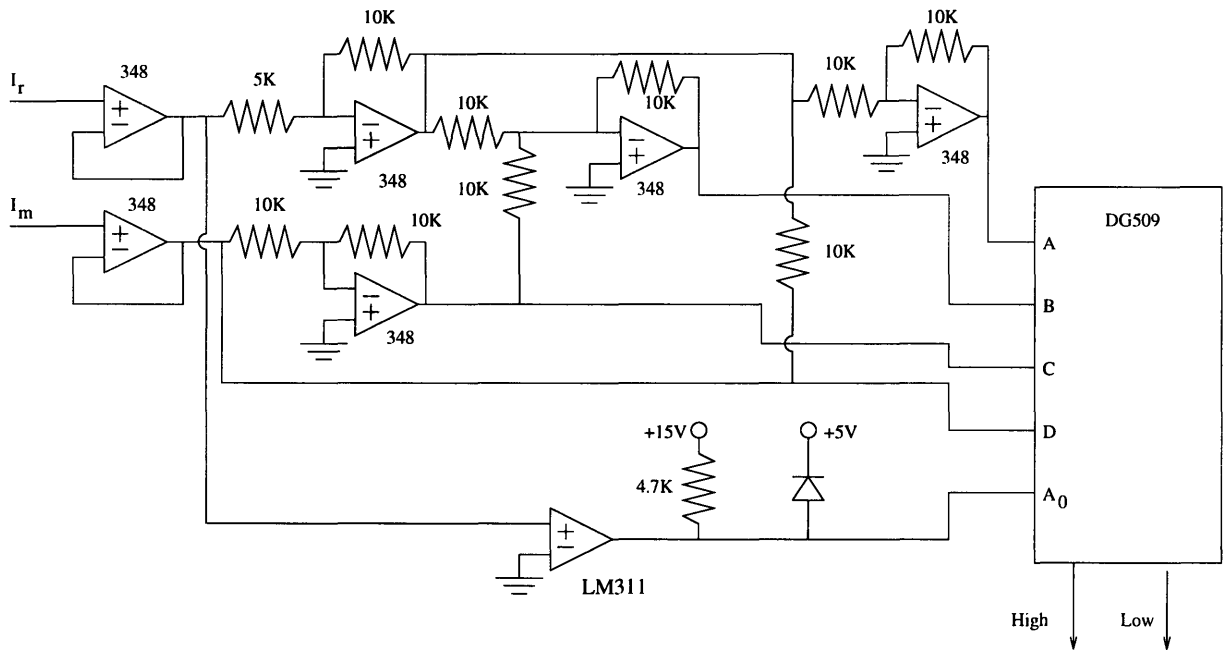 10K
10K
348
I_r
5K
10K
10K
10K
348
348
348
I_m
348
10K
10K
10K
10K
348
DG509
A
B
C
D
A_0
+15V
+5V
4.7K
LM311
High
Low